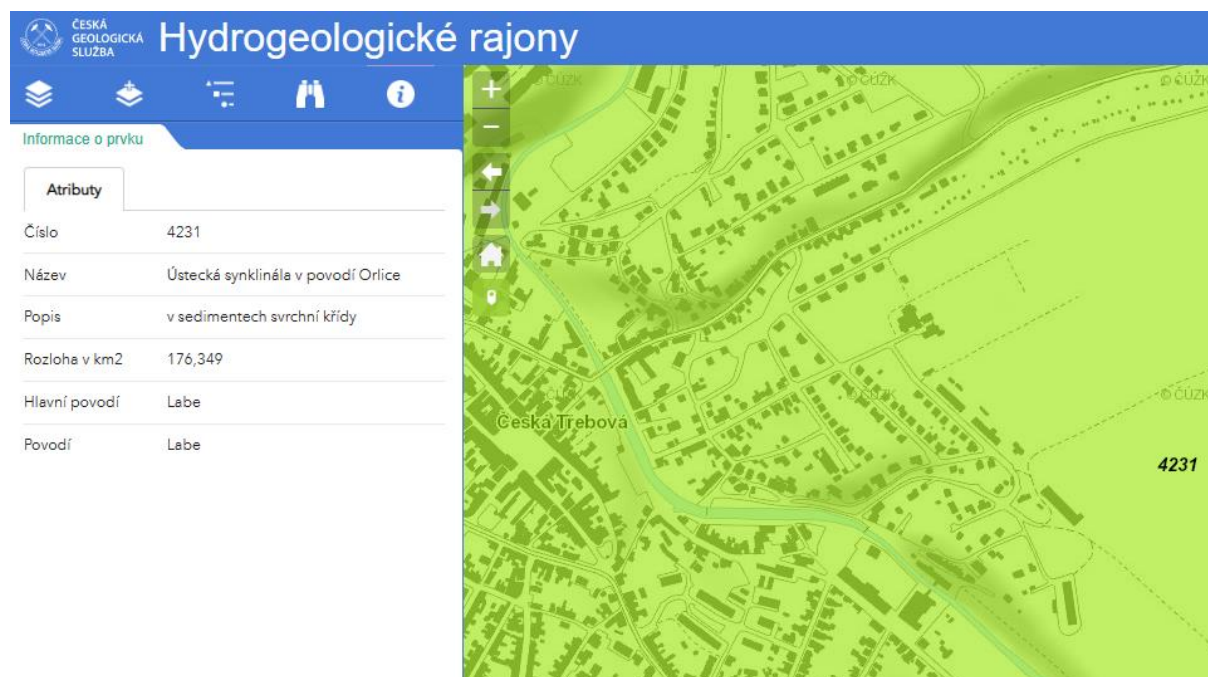 ČESKÁ
GEOLOGICKÁ
SLUŽBA
Hydrogeologické rajony
Informace o prvku
Atributy
Číslo 4231
Název Ústecká synklinála v povodí Orlice
Popis v sedimentech svrchní křídy
Rozloha v km2 176,349
Hlavní povodí Labe
Povodí Labe
© ČÚZK
© ČÚZK
© ČÚZK
© ČÚZK
© ČÚZK
Česká Třebová
4231